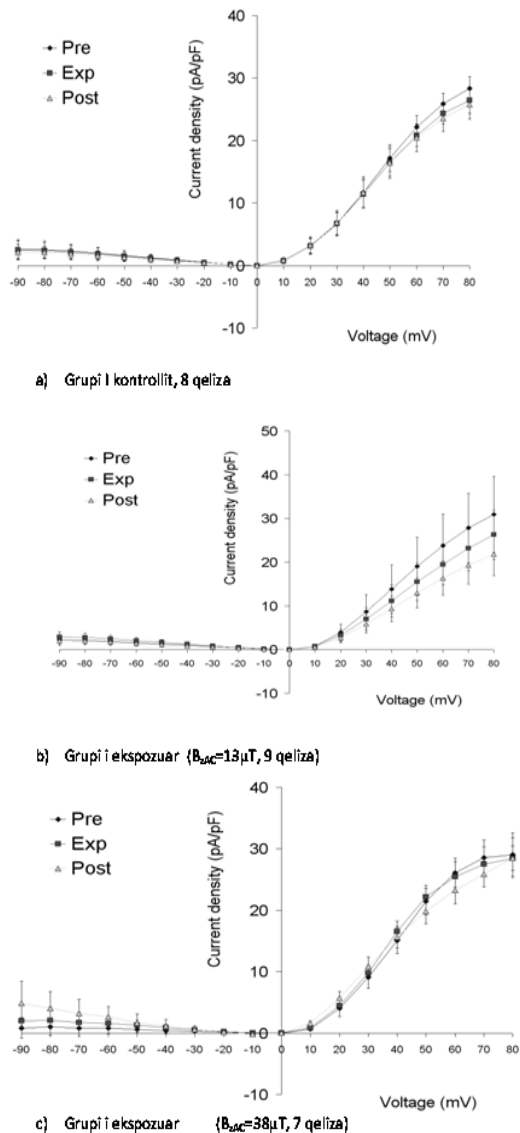 Pre
Exp
Post
Current density (pA/pF)
40
30
20
10
0
-10
-90 -80 -70 -60 -50 -40 -30 -20 -10 0 10 20 30 40 50 60 70 80
Voltage (mV)
a) Grupi I kontrollit, 8 qeliza
Pre
Exp
Post
Current density (pA/pF)
50
40
30
20
10
0
-10
-90 -80 -70 -60 -50 -40 -30 -20 -10 0 10 20 30 40 50 60 70 80
Voltage (mV)
b) Grupi i ekspozuar (BzAC=13µT, 9 qeliza)
Pre
Exp
Post
Current density (pA/pF)
40
30
20
10
0
-10
-90 -80 -70 -60 -50 -40 -30 -20 -10 0 10 20 30 40 50 60 70 80
Voltage (mV)
c) Grupi i ekspozuar (BzAC=38µT, 7 qeliza)